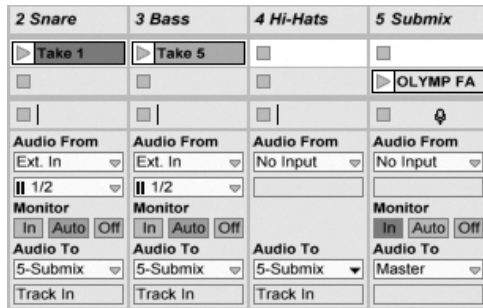 2 Snare
3 Bass
4 Hi-Hats
5 Submix
Take 1
Take 5
OLYMP FA
Audio From
Audio From
Audio From
Audio From
Ext. In
Ext. In
No Input
No Input
1/2
1/2
Monitor
Monitor
Monitor
In Auto Off
In Auto Off
In Auto Off
Audio To
Audio To
Audio To
Audio To
5-Submix
5-Submix
5-Submix
Master
Track In
Track In
Track In